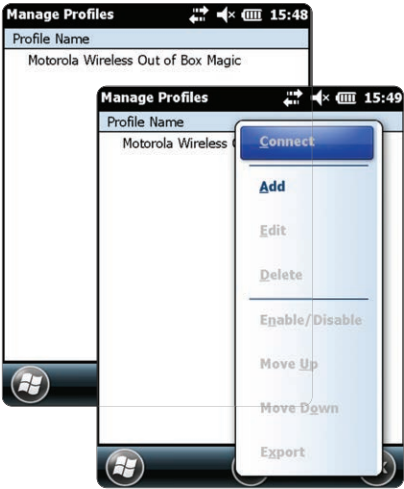 Manage Profiles 15:48
Profile Name
Motorola Wireless Out of Box Magic
Manage Profiles 15:49
Profile Name
Motorola Wireless
Connect
Add
Edit
Delete
Enable/Disable
Move Up
Move Down
Export